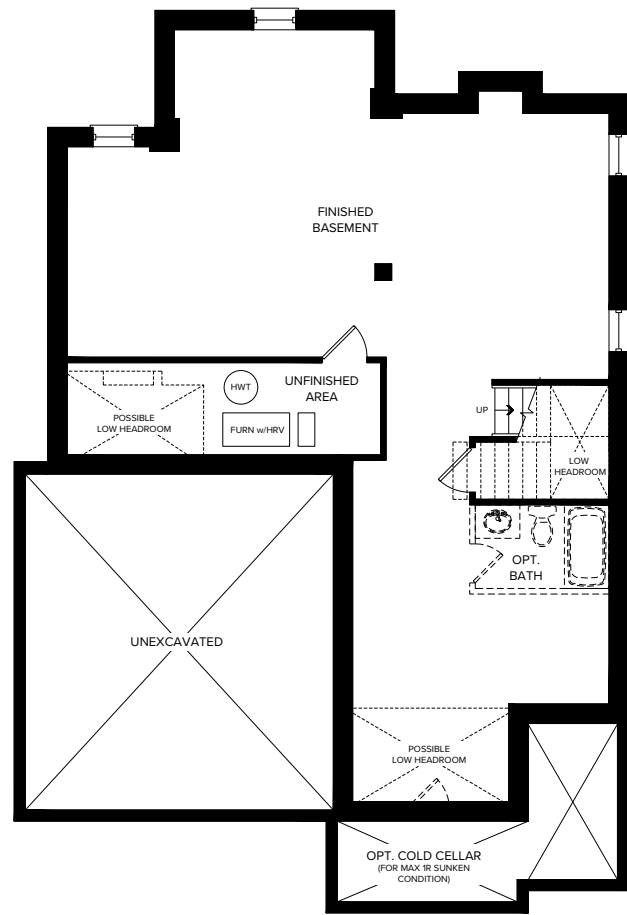 FINISHED
BASEMENT
HWT
UNFINISHED
AREA
POSSIBLE
LOW HEADROOM
FURN w/HRV
UP
LOW
HEADROOM
OPT.
BATH
UNEXCAVATED
POSSIBLE
LOW HEADROOM
OPT. COLD CELLAR
(FOR MAX 1R SUNKEN
CONDITION)